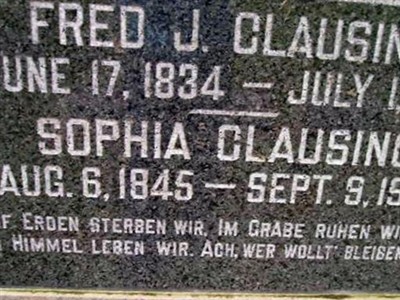 FRED J. CLAUSIN
UNE 17, 1834 — JULY 1
SOPHIA CLAUSING
AUG. 6, 1845 — SEPT. 9, 19
F ERDEN STERBEN WIR, IM GRABE RUHEN WI
HIMMEL LEBEN WIR. ACH, WER WOLLT' BLEIBEN